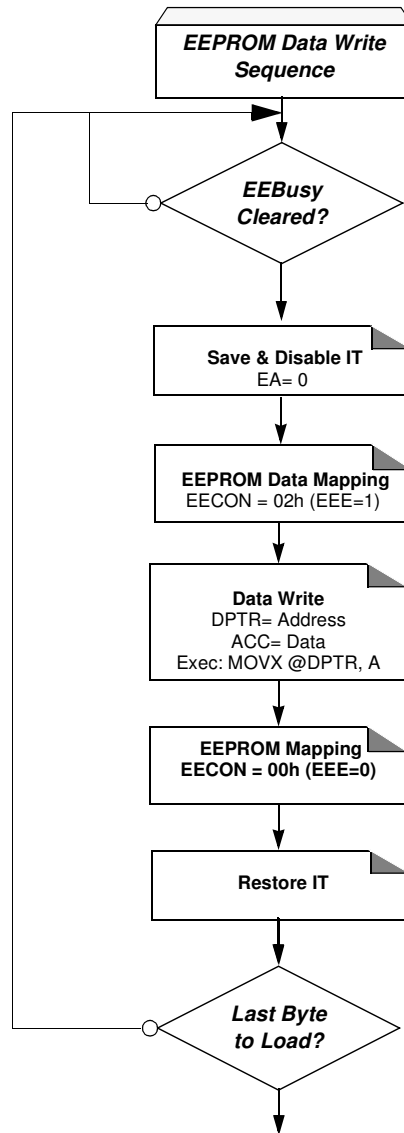 EEPROM Data Write
Sequence
EEBusy
Cleared?
Save & Disable IT
EA= 0
EEPROM Data Mapping
EECON = 02h (EEE=1)
Data Write
DPTR= Address
ACC= Data
Exec: MOVX @DPTR, A
EEPROM Mapping
EECON = 00h (EEE=0)
Restore IT
Last Byte
to Load?